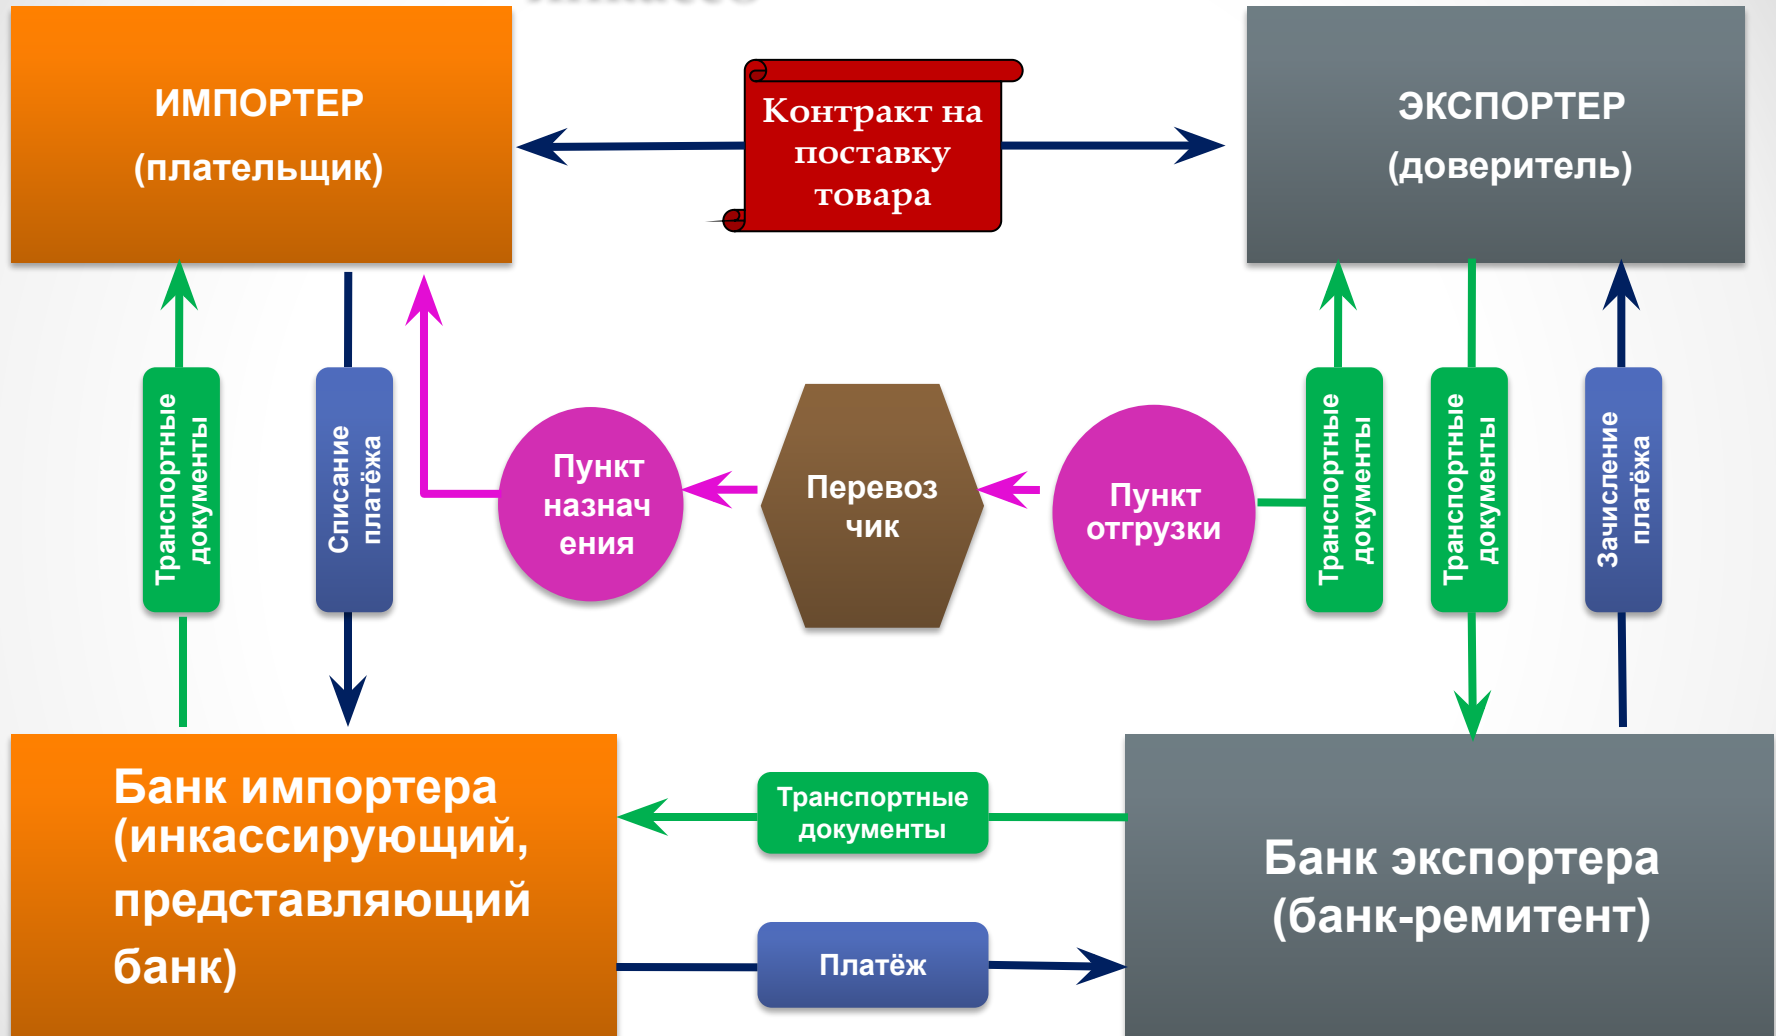 ИМПОРТЕР
(плательщик)
Контракт на
поставку
товара
ЭКСПОРТЕР
(доверитель)
Транспортные
документы
Списание
платёжа
Пункт
назнач
ения
Перевоз
чик
Пункт
отгрузки
Транспортные
документы
Транспортные
документы
Зачисление
платёжа
Банк импортера
(инкассирующий,
представляющий
банк)
Транспортные
документы
Платёж
Банк экспортера
(банк-ремитент)